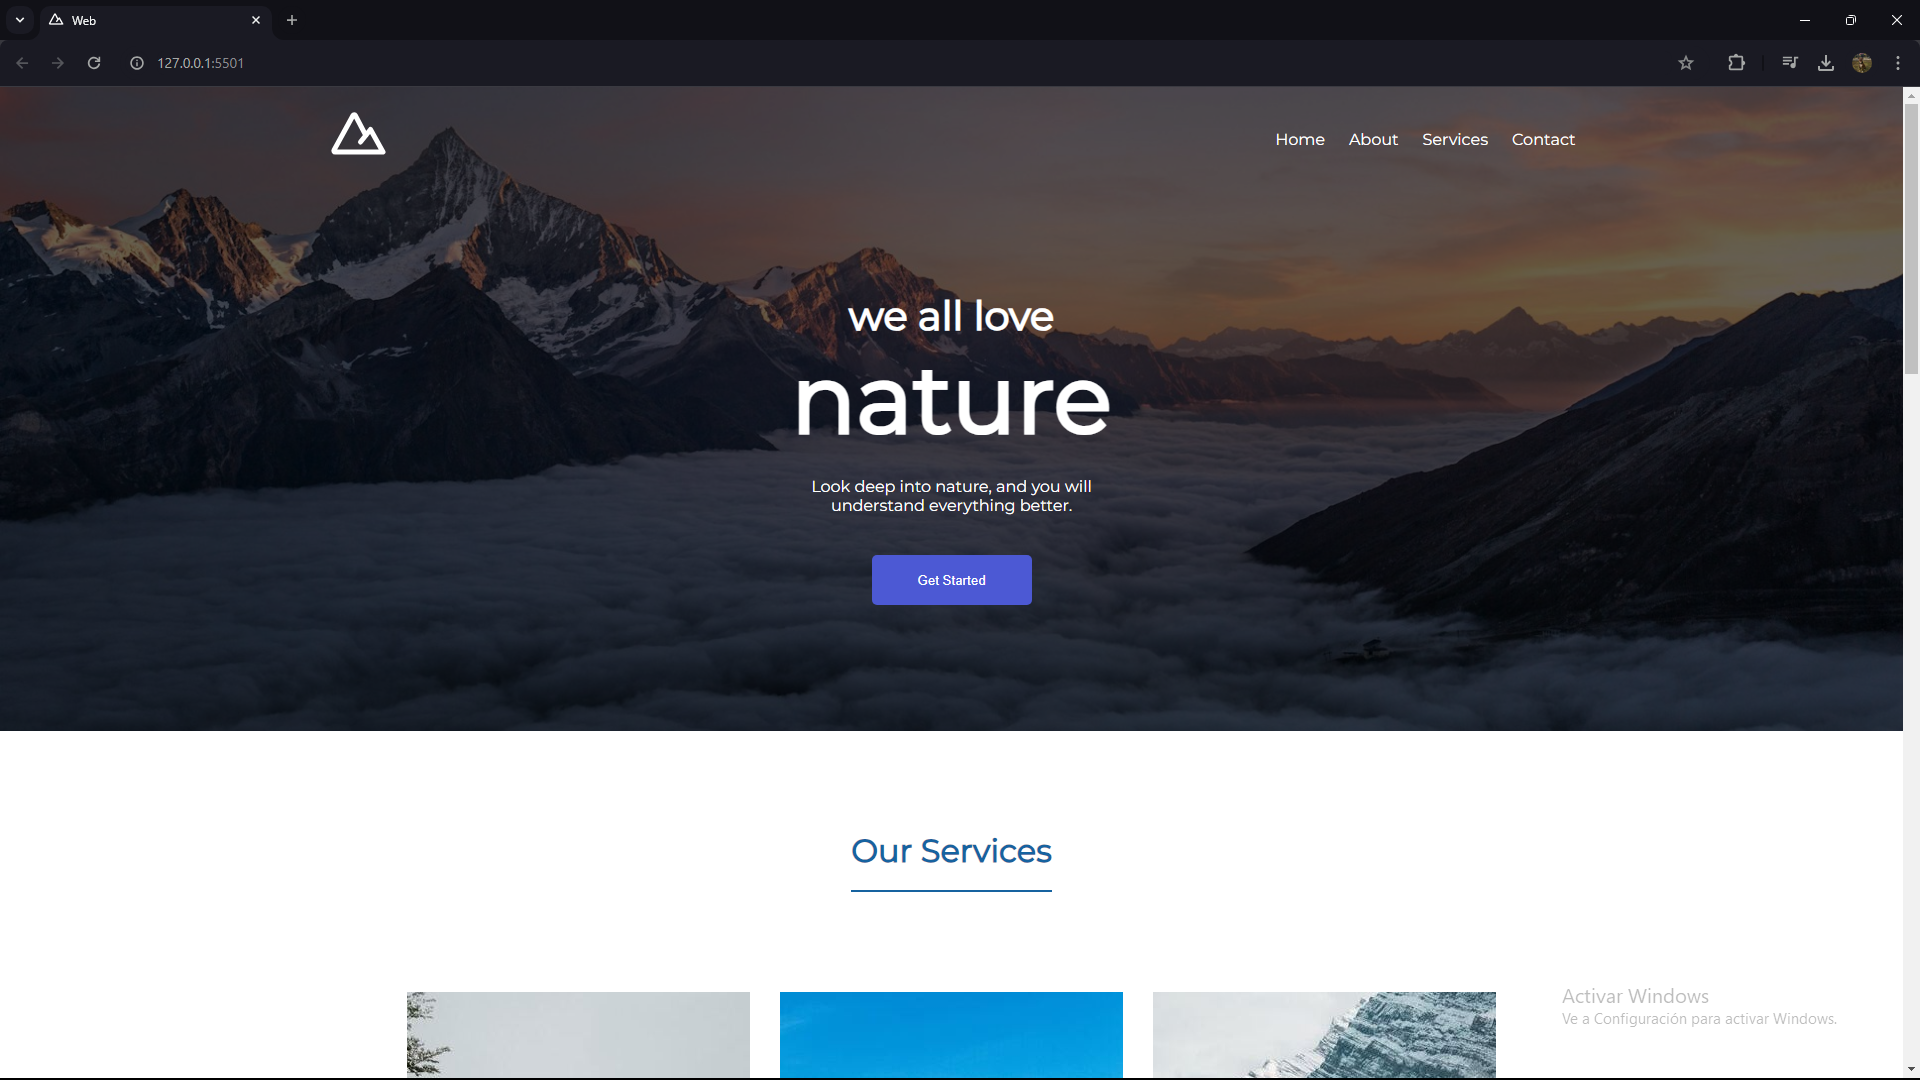 Web
127.0.0.1:5501
Home About Services Contact
we all love
nature
Look deep into nature, and you will
understand everything better.
Get Started
Our Services
Activar Windows
Ve a Configuración para activar Windows.